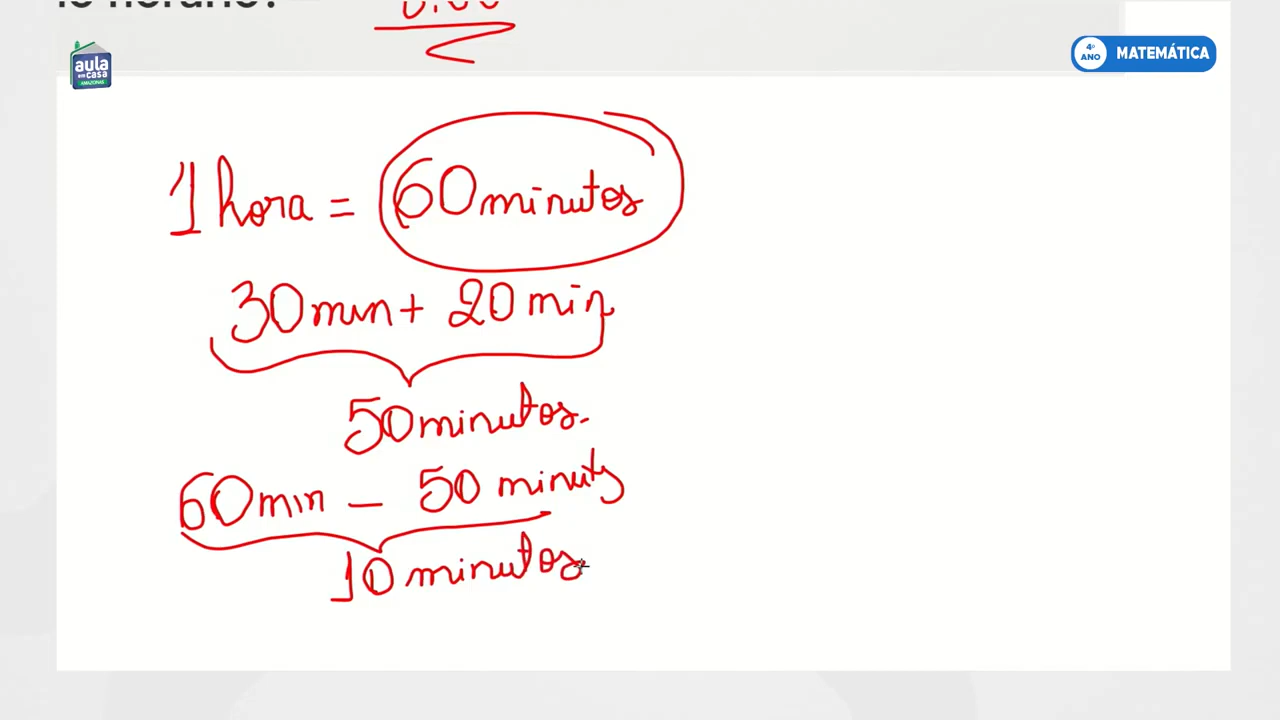 aula
em
casa
AMAZONAS
4º
ANO
MATEMÁTICA
1 hora = 60 minutos
30 min + 20 min
50 minutos.
60 min - 50 minutos
10 minutos